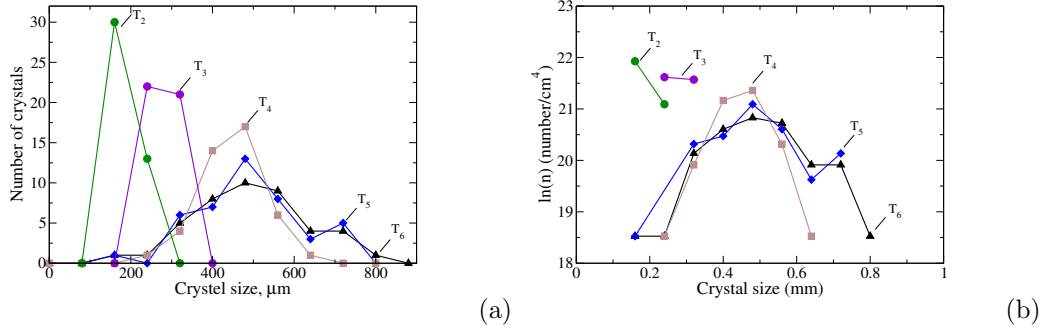 30
25
20
15
10
5
0
Number of crystals
0
200
400
600
800
Crystel size, μm
T2
T3
T4
T5
T6
(a)
23
22
21
20
19
18
ln(n) (number/cm^4)
0
0.2
0.4
0.6
0.8
1
Crystal size (mm)
T2
T3
T4
T5
T6
(b)